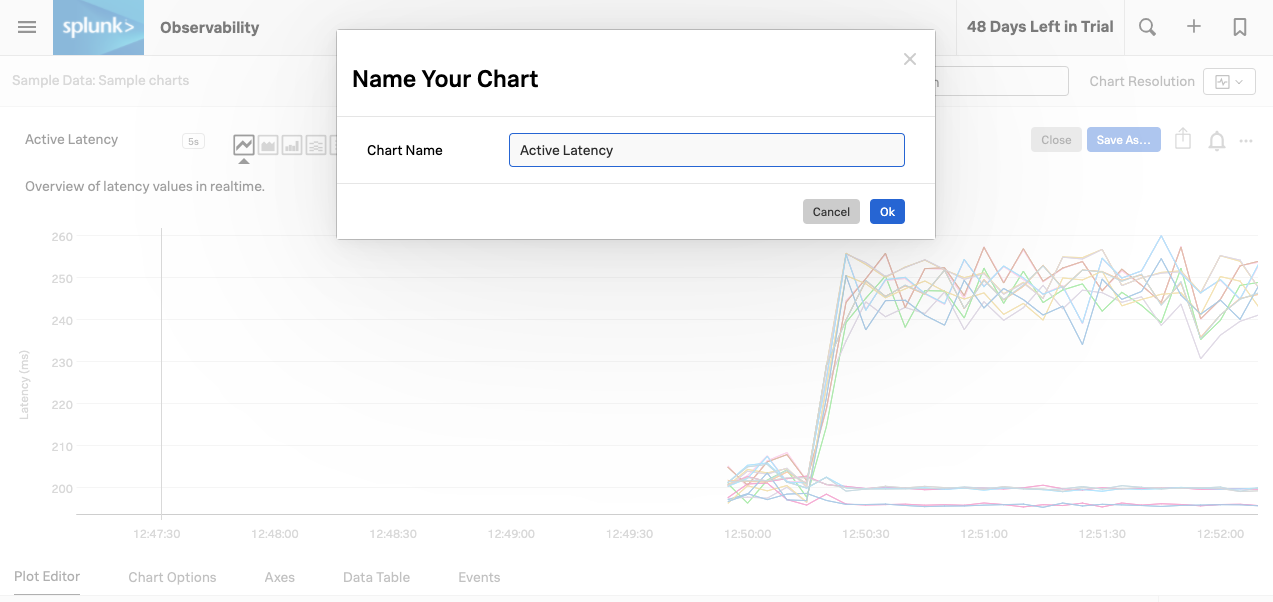 splunk>
Observability
48 Days Left in Trial
Sample Data: Sample charts
Chart Resolution
Name Your Chart
Chart Name
Active Latency
Cancel
Ok
Active Latency
5s
Close
Save As...
Overview of latency values in realtime.
Latency (ms)
260
250
240
230
220
210
200
12:47:30
12:48:00
12:48:30
12:49:00
12:49:30
12:50:00
12:50:30
12:51:00
12:51:30
12:52:00
Plot Editor
Chart Options
Axes
Data Table
Events